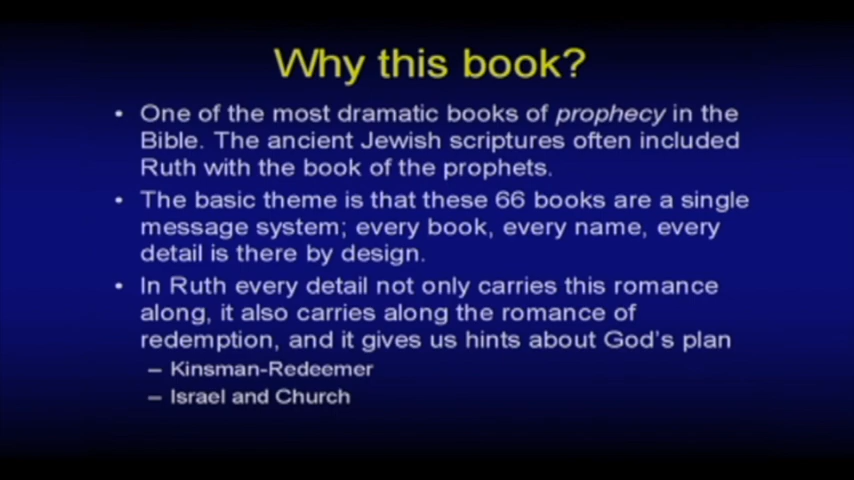 Why this book?
• One of the most dramatic books of prophecy in the
Bible. The ancient Jewish scriptures often included
Ruth with the book of the prophets.
• The basic theme is that these 66 books are a single
message system; every book, every name, every
detail is there by design.
• In Ruth every detail not only carries this romance
along, it also carries along the romance of
redemption, and it gives us hints about God's plan
– Kinsman-Redeemer
– Israel and Church